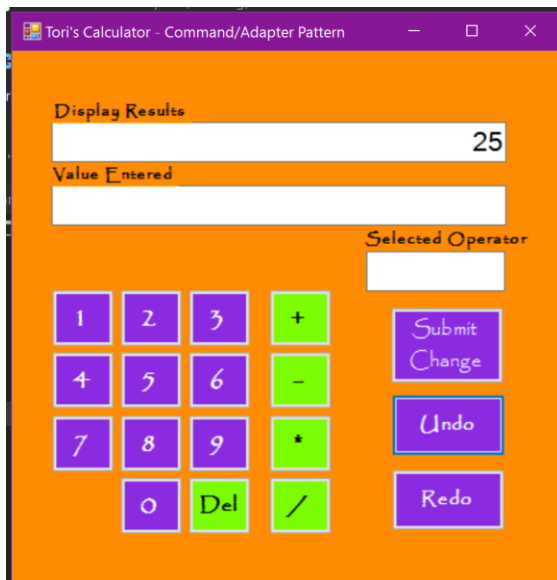 Tori's Calculator - Command/Adapter Pattern
Display Results
25
Value Entered
Selected Operator
1 2 3 +
Submit
Change
4 5 6 -
Undo
7 8 9 *
0 Del /
Redo